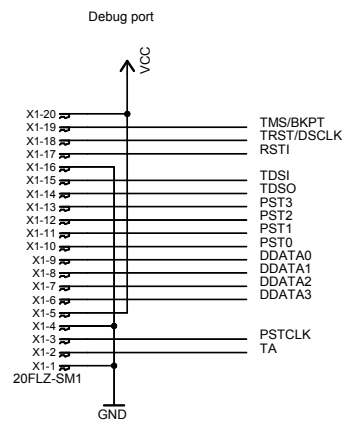 Debug port
VCC
X1-20
X1-19 TMS/BKPT
X1-18 TRST/DSCLK
X1-17 RSTI
X1-16
X1-15 TDSI
X1-14 TDSO
X1-13 PST3
X1-12 PST2
X1-11 PST1
X1-10 PST0
X1-9 DDATA0
X1-8 DDATA1
X1-7 DDATA2
X1-6 DDATA3
X1-5
X1-4
X1-3 PSTCLK
X1-2 TA
X1-1
20FLZ-SM1
GND